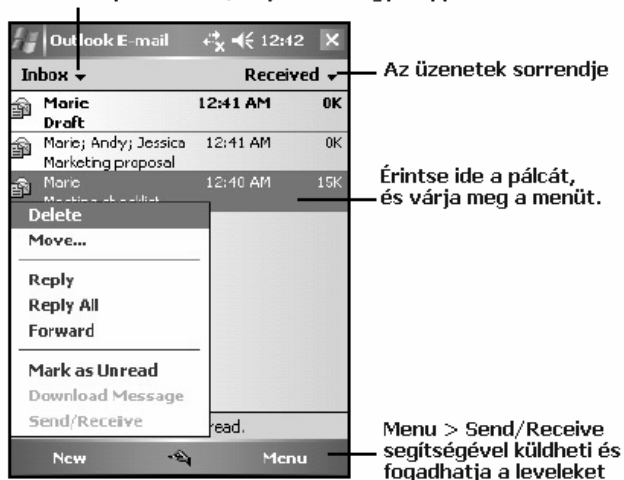 Outlook E-mail 12:42
Inbox Received
Az üzenetek sorrendje
Marie 12:41 AM 0K
Draft
Marie; Andy; Jessica 12:41 AM 0K
Marketing proposal
Marie 12:40 AM 15K
Érintse ide a pálcát,
és várja meg a menüt.
Delete
Move...
Reply
Reply All
Forward
Mark as Unread
Download Message
Send/Receive
read.
New Menu
Menu > Send/Receive
segítségével küldheti és
fogadhatja a leveleket